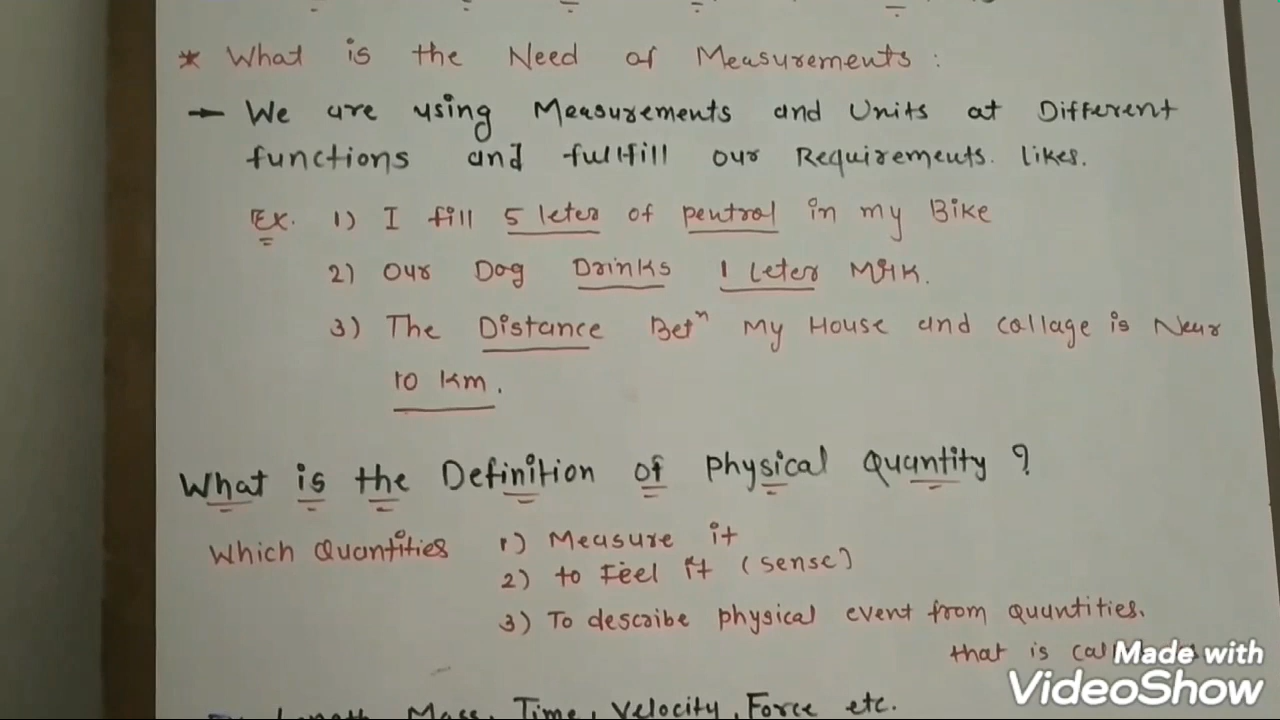 * What is the Need of Measurements :
→ We are using Measurements and Units at Different
functions and fullfill our Requirements. likes.
Ex. 1) I fill 5 leter of pentrol in my Bike
2) Our Dog Drinks 1 leter Milk.
3) The Distance Betⁿ My House and callage is Near
10 km.
What is the Definition of physical Quantity ?
Which Quantities 1) Measure it
2) to Feel it (sense)
3) To describe physical event from quantities.
that is
Made with
VideoShow
Length, Mass, Time, Velocity, Force etc.